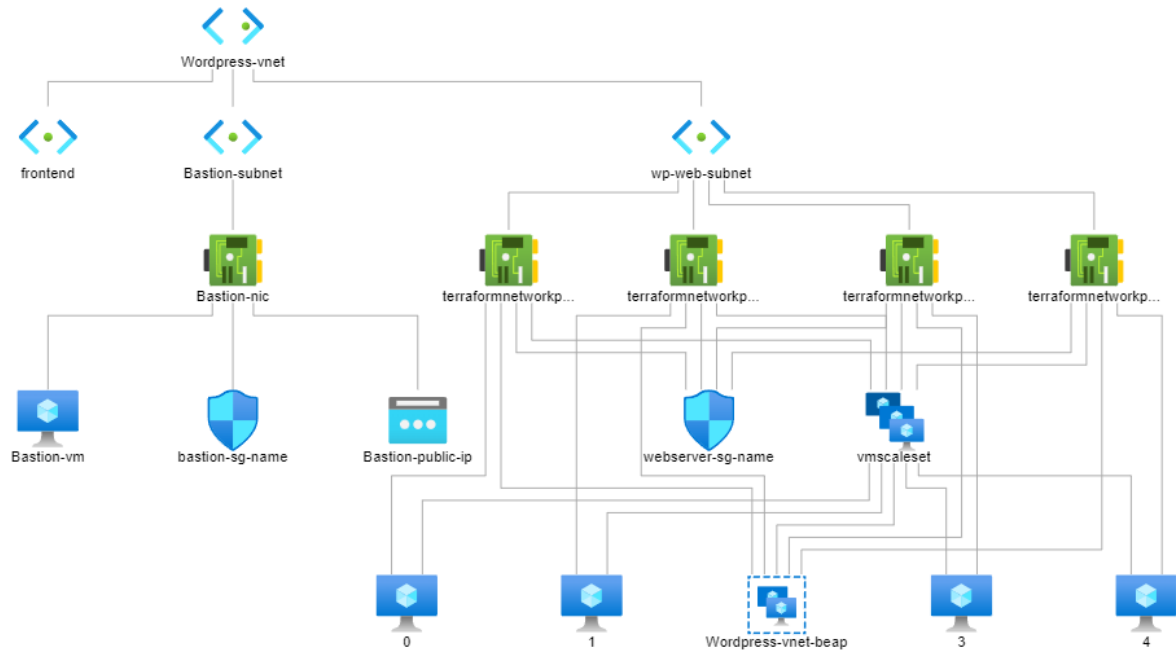 Wordpress-vnet
frontend
Bastion-subnet
wp-web-subnet
Bastion-nic
terraformnetworkp...
terraformnetworkp...
terraformnetworkp...
terraformnetworkp...
Bastion-vm
bastion-sg-name
Bastion-public-ip
webserver-sg-name
vmscaleset
0
1
Wordpress-vnet-beap
3
4